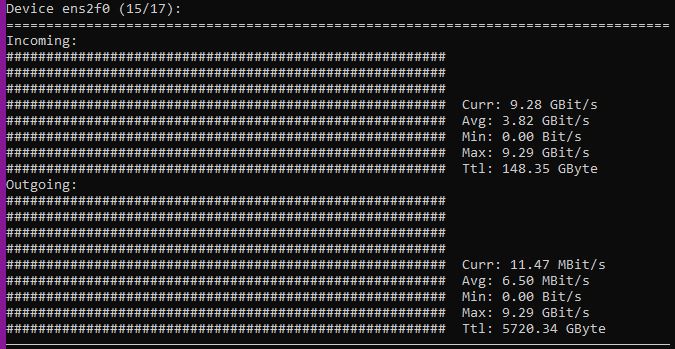 Device ens2f0 (15/17):
================================================================================
Incoming:
#######################################################
#######################################################
#######################################################
####################################################### Curr: 9.28 GBit/s
####################################################### Avg: 3.82 GBit/s
####################################################### Min: 0.00 Bit/s
####################################################### Max: 9.29 GBit/s
####################################################### Ttl: 148.35 GByte
Outgoing:
#######################################################
#######################################################
#######################################################
#######################################################
####################################################### Curr: 11.47 MBit/s
####################################################### Avg: 6.50 MBit/s
####################################################### Min: 0.00 Bit/s
####################################################### Max: 9.29 GBit/s
####################################################### Ttl: 5720.34 GByte